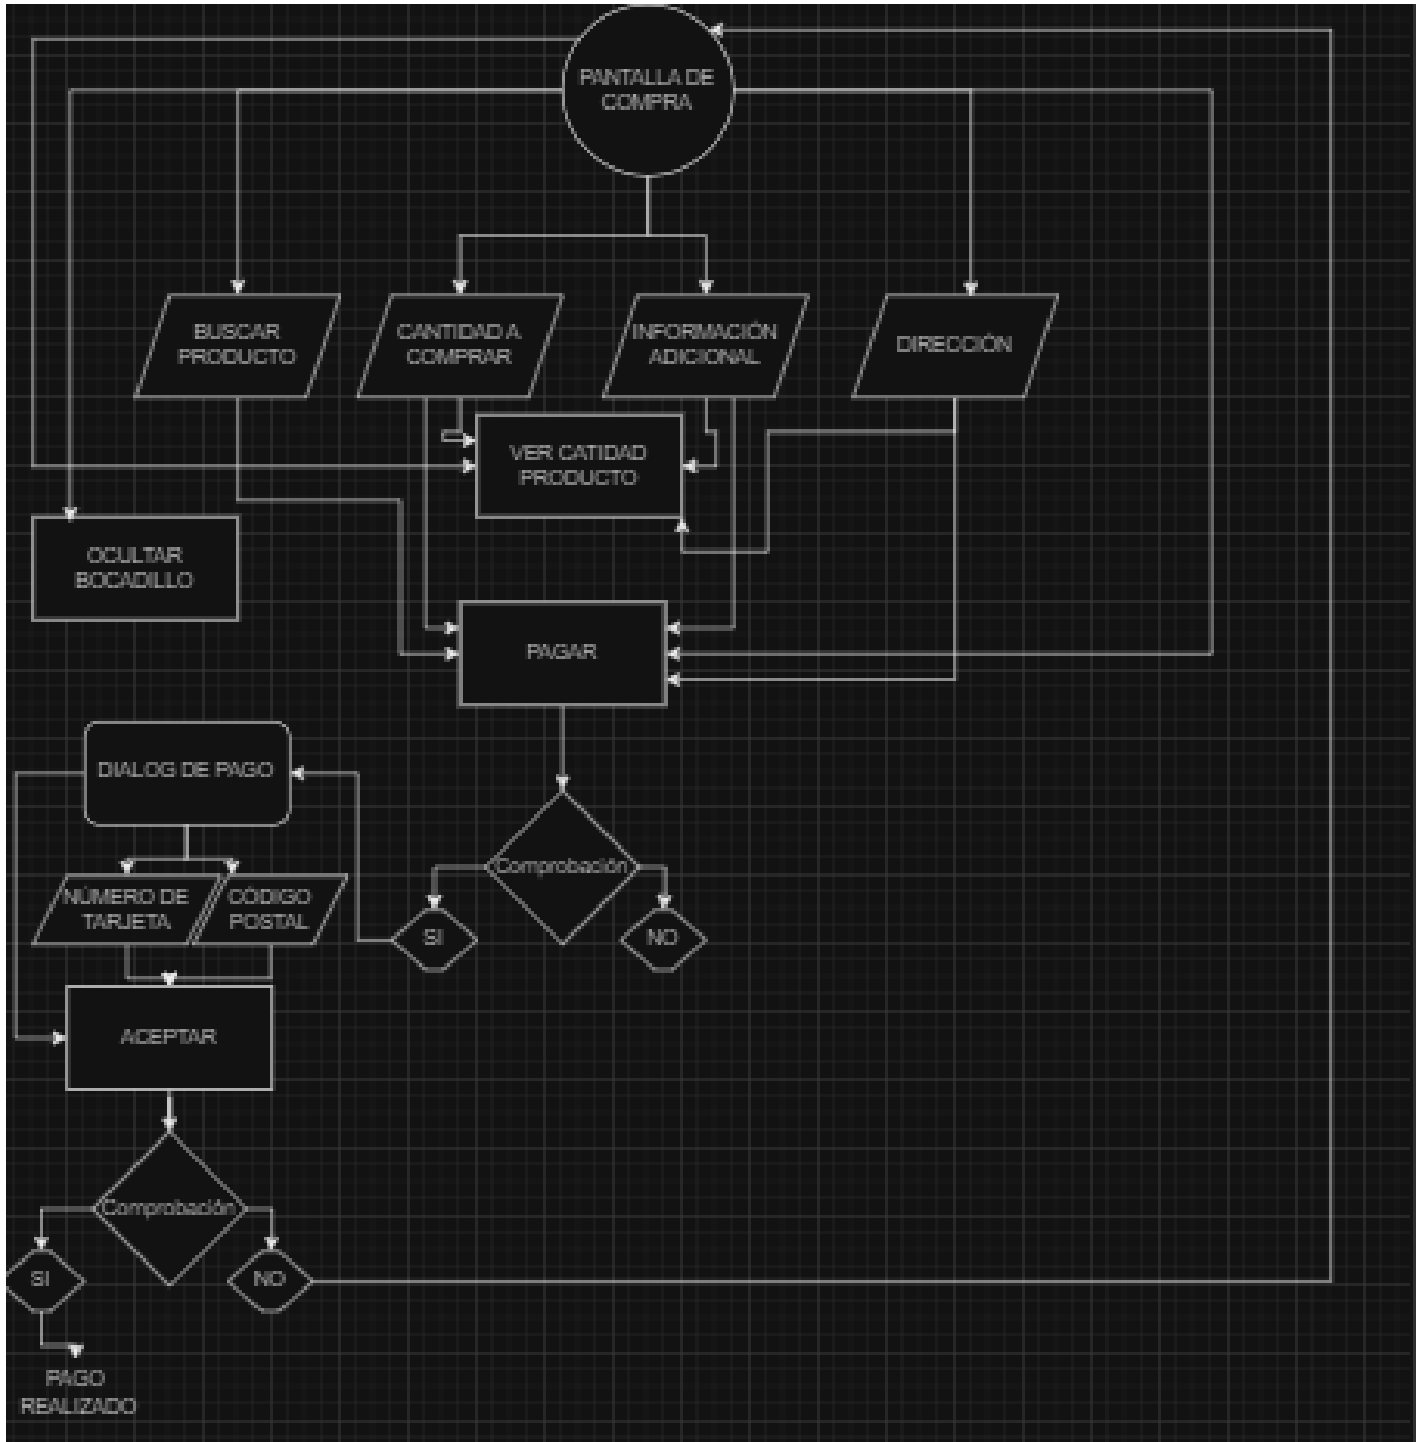 PANTALLA DE
COMPRA
BUSCAR
PRODUCTO
CANTIDAD A
COMPRAR
INFORMACIÓN
ADICIONAL
DIRECCIÓN
VER CATIDAD
PRODUCTO
OCULTAR
BOCADILLO
PAGAR
DIALOG DE PAGO
Comprobación
NÚMERO DE
TARJETA
CÓDIGO
POSTAL
SI
NO
ACEPTAR
Comprobación
SI
NO
PAGO
REALIZADO